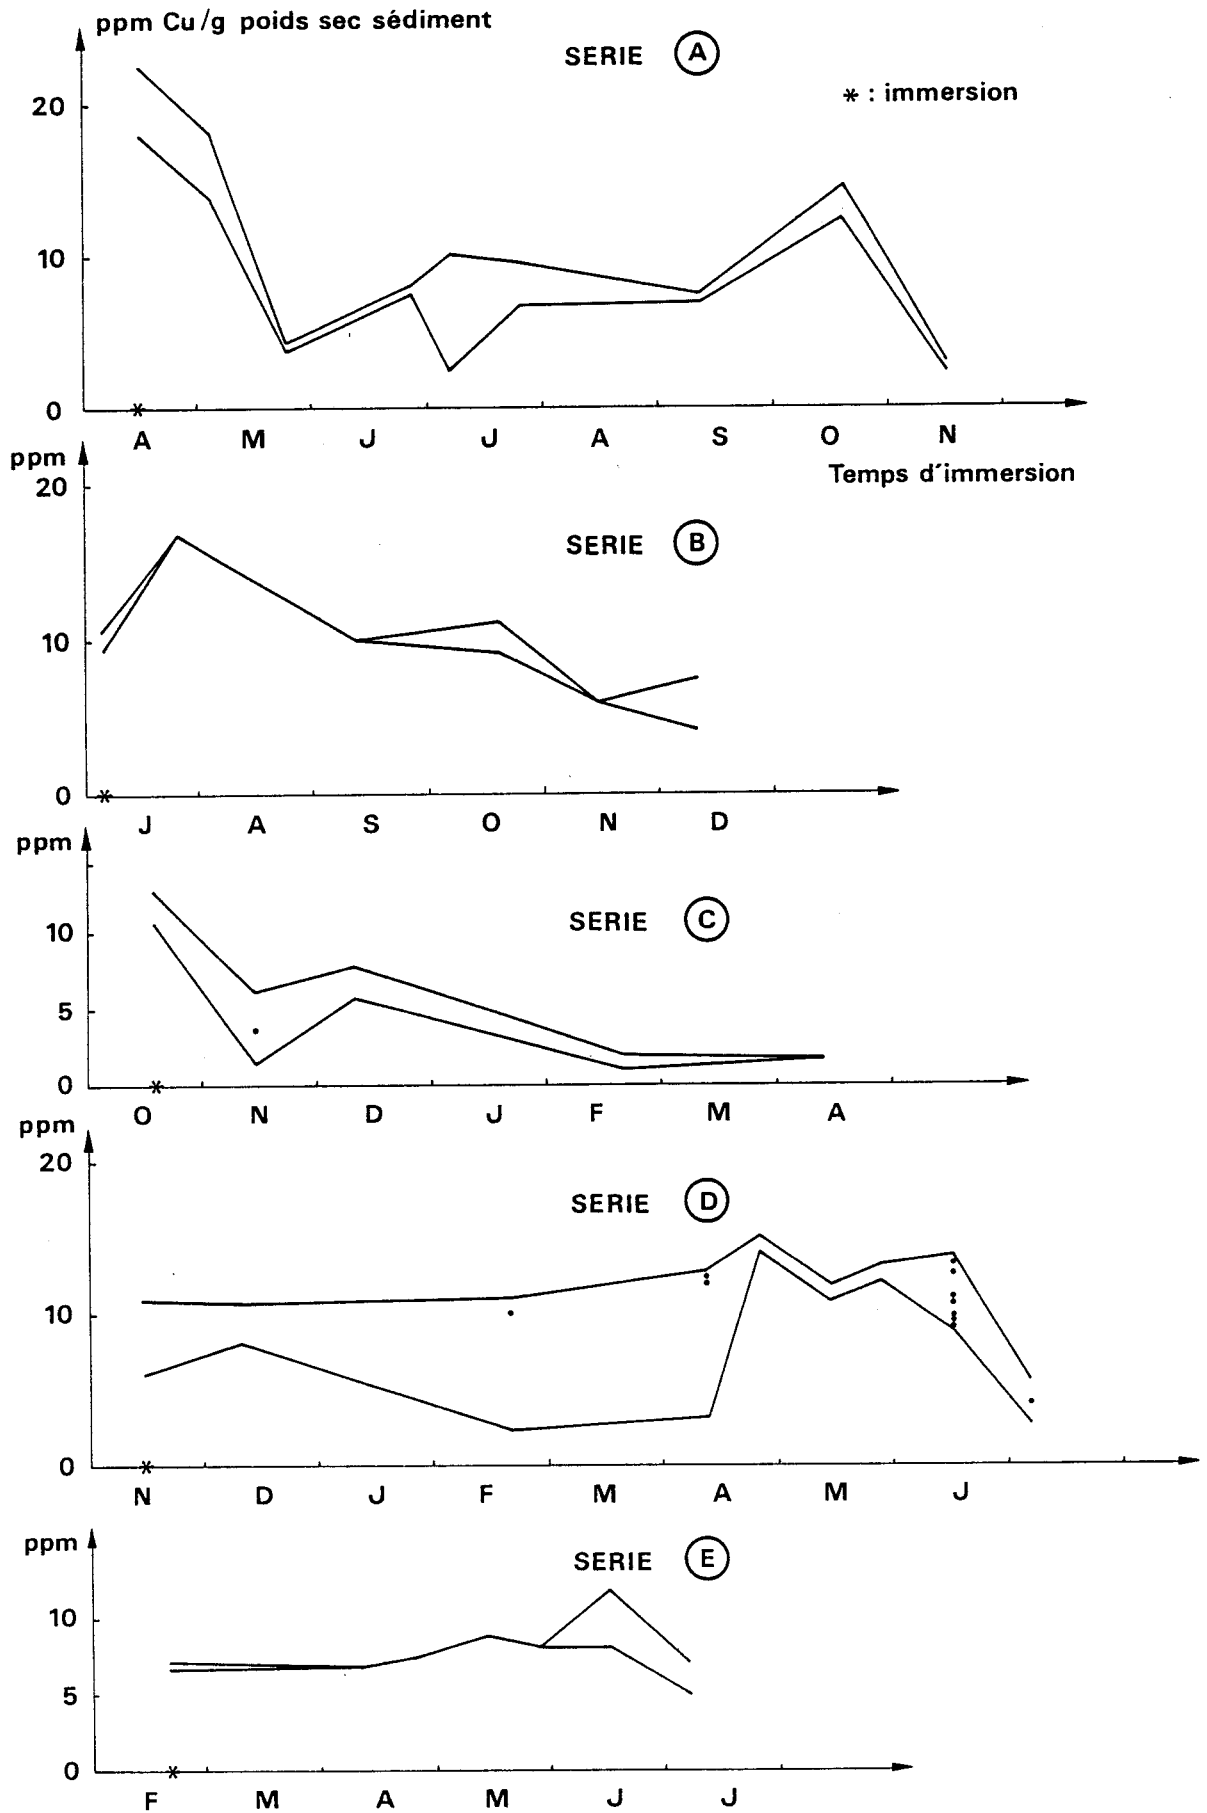 ppm Cu/g poids sec sédiment
SERIE A
* : immersion
20
10
0
A M J J A S O N
Temps d'immersion
ppm
20
SERIE B
10
0
J A S O N D
ppm
SERIE C
10
5
0
O N D J F M A
ppm
20
SERIE D
10
0
N D J F M A M J
ppm
SERIE E
10
5
0
F M A M J J